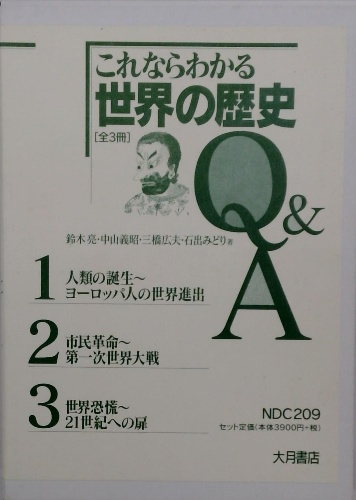 これならわかる
世界の歴史
[全3冊]
Q&A
鈴木亮・中山義昭・三橋広夫・石出みどり著
1 人類の誕生〜
ヨーロッパ人の世界進出
2 市民革命〜
第一次世界大戦
3 世界恐慌〜
21世紀への扉
NDC209
セット定価(本体3900円+税)
大月書店